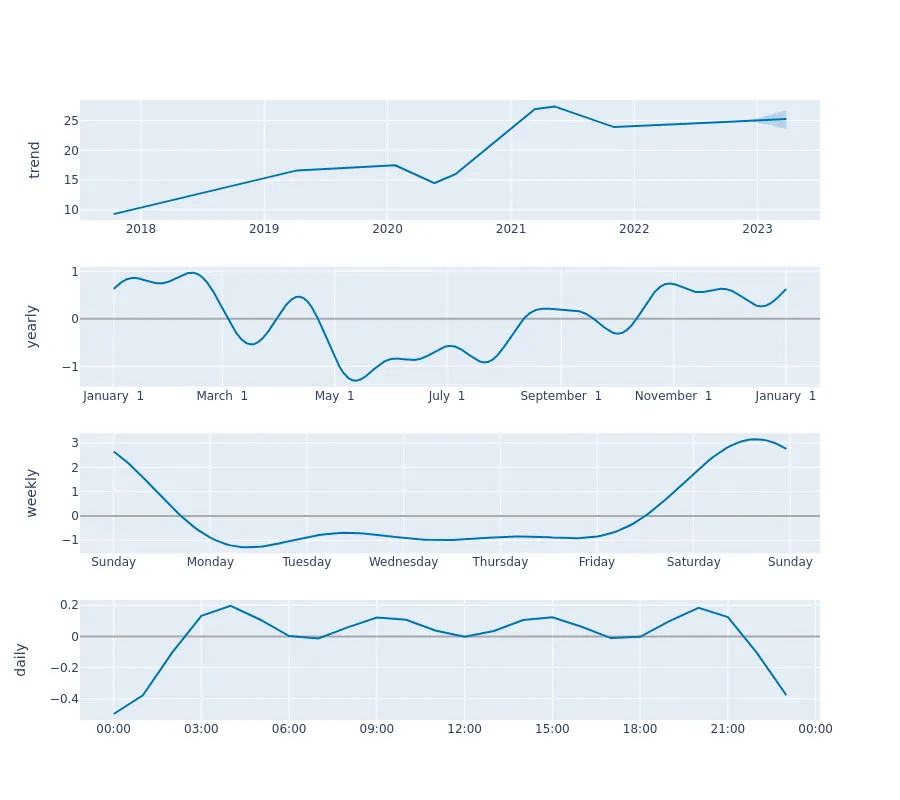 trend
25
20
15
10
2018 2019 2020 2021 2022 2023
yearly
1
0
−1
January 1 March 1 May 1 July 1 September 1 November 1 January 1
weekly
3
2
1
0
−1
Sunday Monday Tuesday Wednesday Thursday Friday Saturday Sunday
daily
0.2
0
−0.2
−0.4
00:00 03:00 06:00 09:00 12:00 15:00 18:00 21:00 00:00